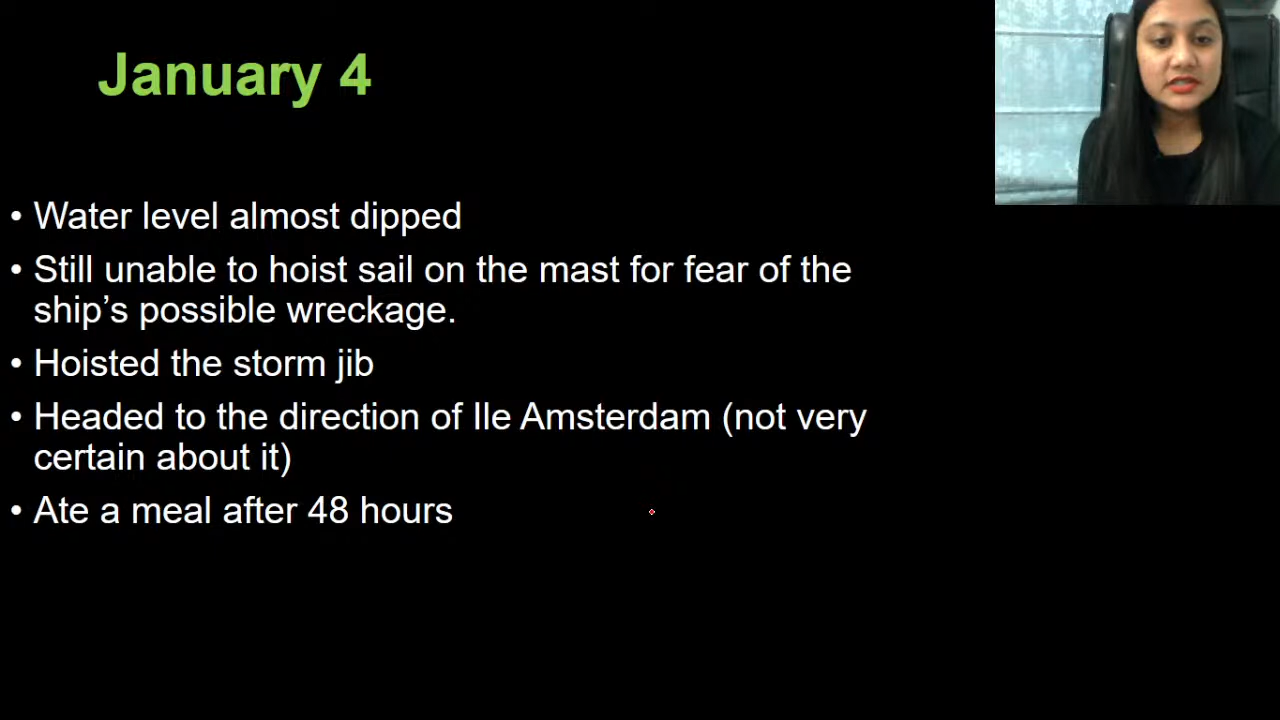 January 4
• Water level almost dipped
• Still unable to hoist sail on the mast for fear of the
ship’s possible wreckage.
• Hoisted the storm jib
• Headed to the direction of Ile Amsterdam (not very
certain about it)
• Ate a meal after 48 hours